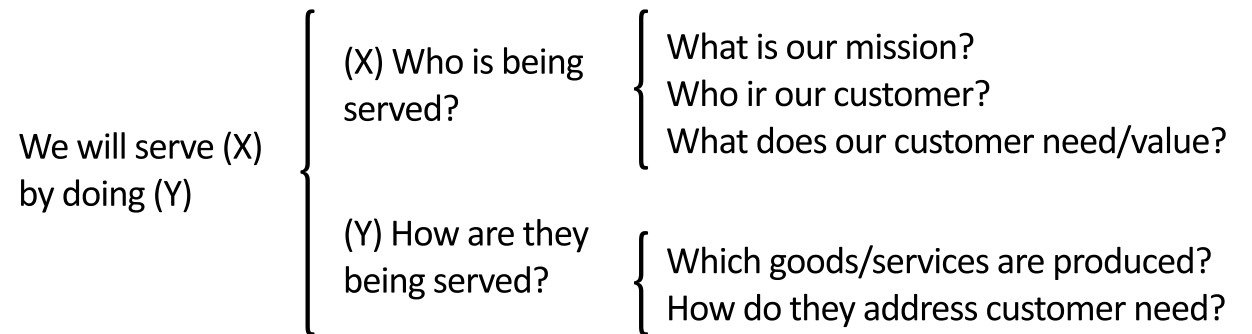 We will serve (X)
by doing (Y)
(X) Who is being
served?
What is our mission?
Who ir our customer?
What does our customer need/value?
(Y) How are they
being served?
Which goods/services are produced?
How do they address customer need?